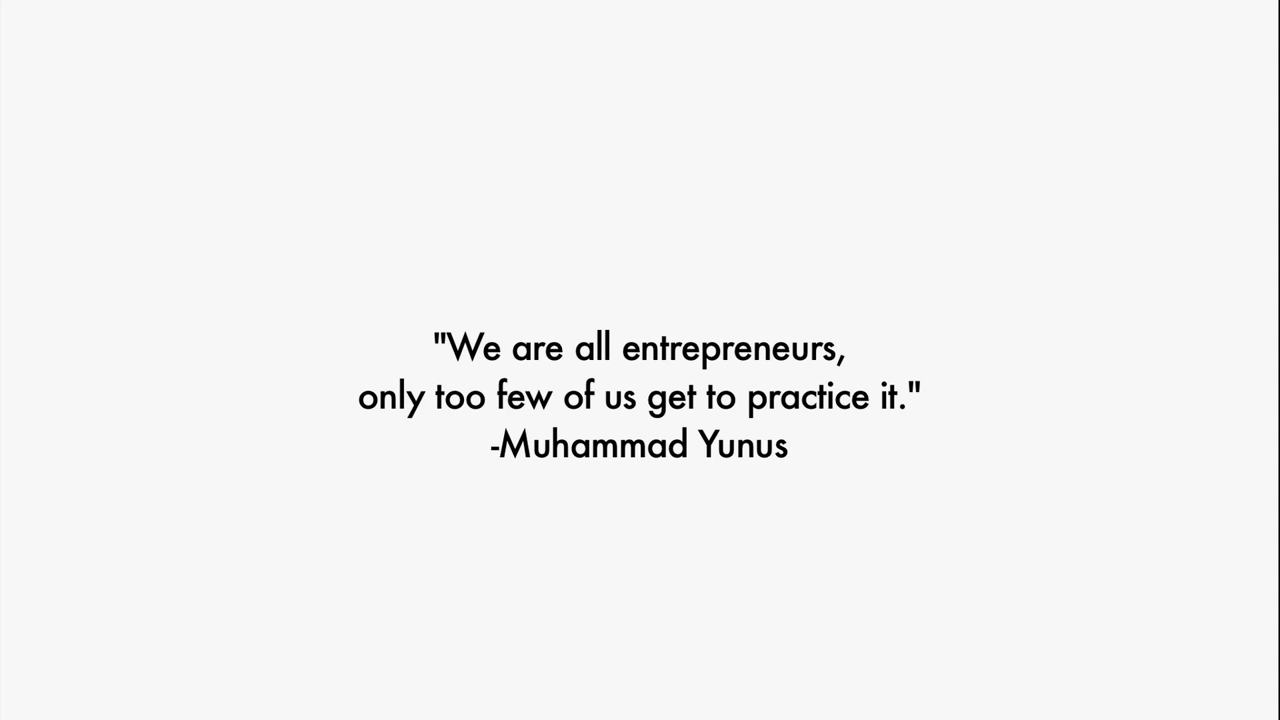 "We are all entrepreneurs,
only too few of us get to practice it."
-Muhammad Yunus